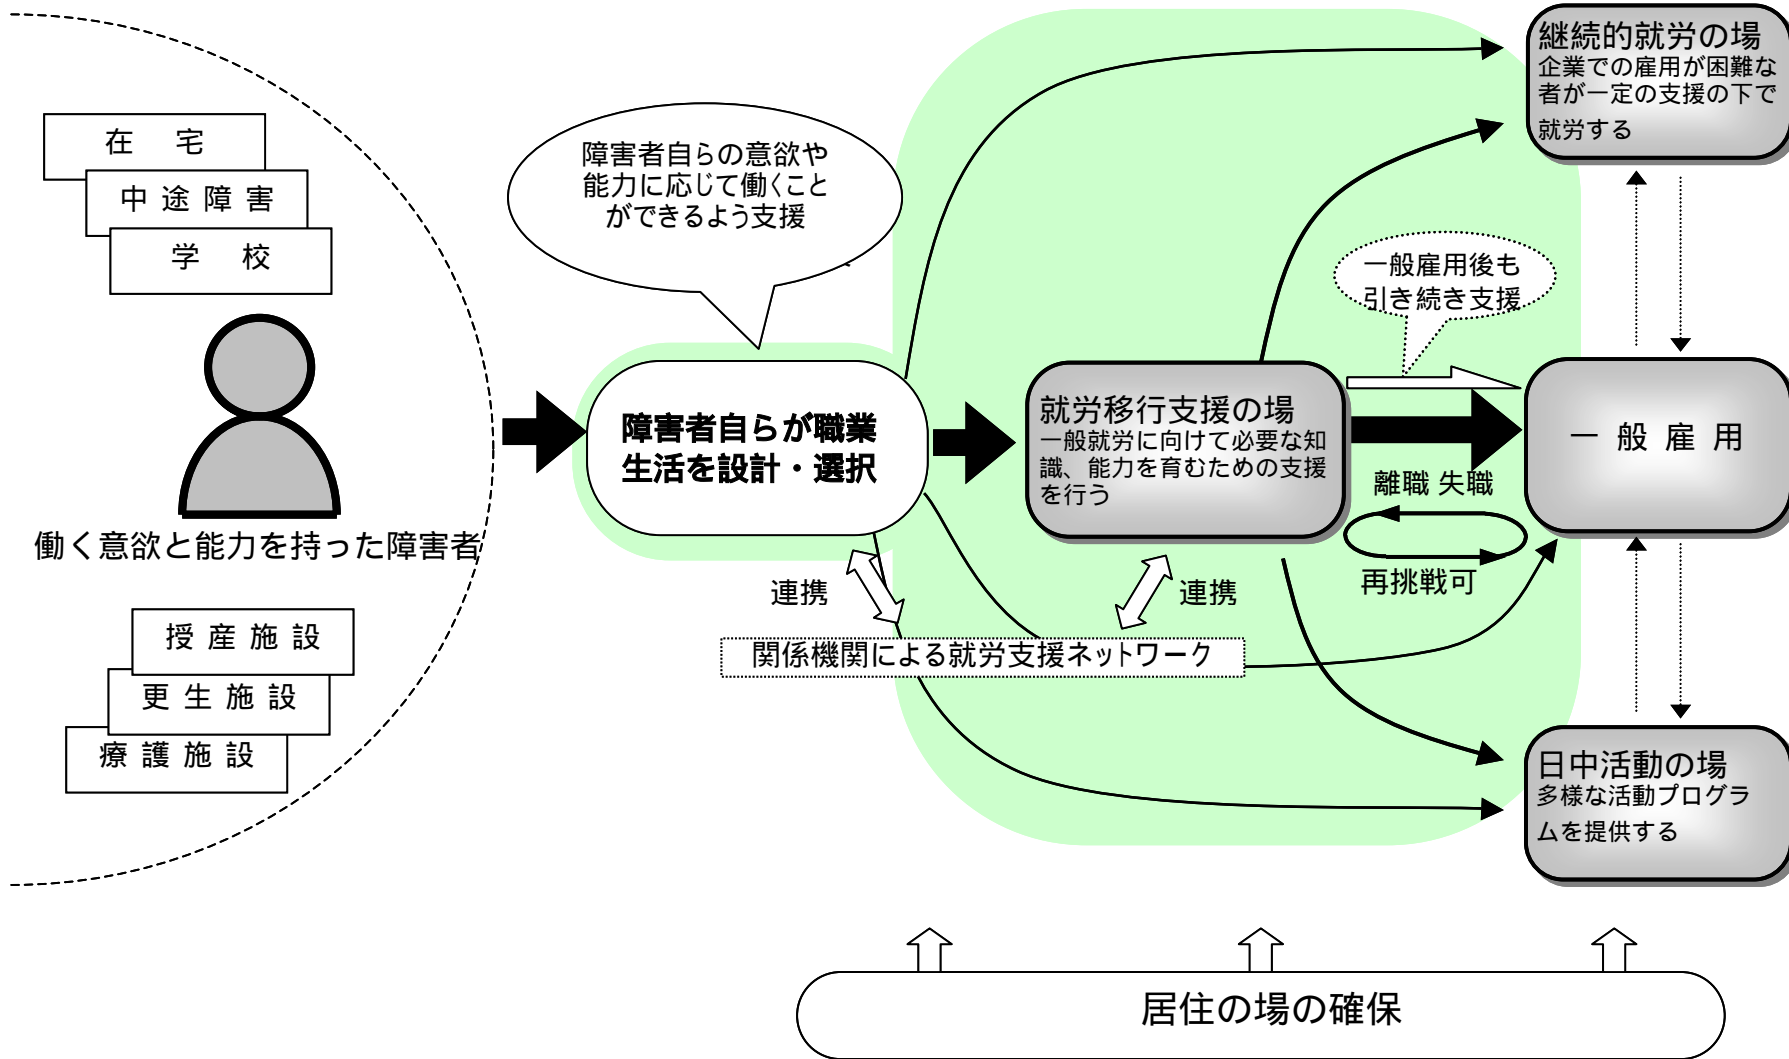 在 宅
中途障害
学 校
働く意欲と能力を持った障害者
授産施設
更生施設
療護施設
障害者自らの意欲や
能力に応じて働くこと
ができるよう支援
障害者自らが職業
生活を設計・選択
連携
関係機関による就労支援ネットワーク
連携
就労移行支援の場
一般就労に向けて必要な知
識、能力を育むための支援
を行う
一般雇用後も
引き続き支援
離職 失職
再挑戦可
継続的就労の場
企業での雇用が困難な
者が一定の支援の下で
就労する
一般雇用
日中活動の場
多様な活動プログラ
ムを提供する
居住の場の確保